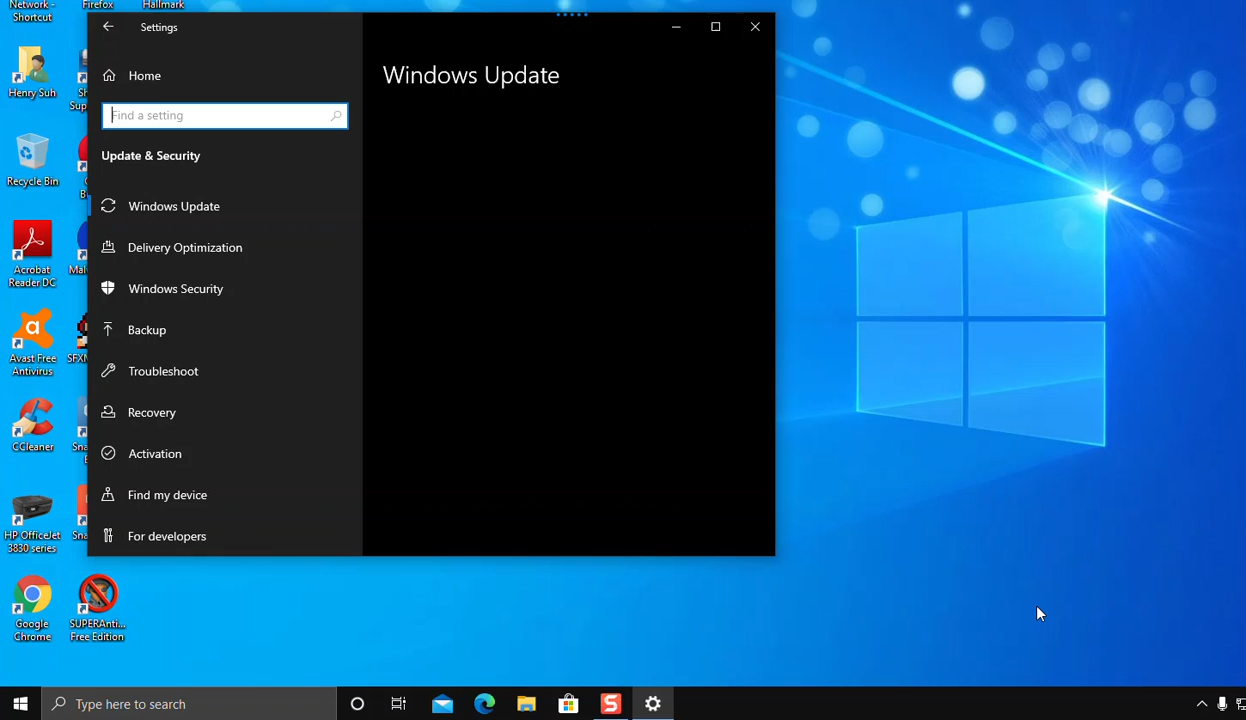 Network -
Shortcut
Firefox
Hallmark
Henry Suh
Recycle Bin
Acrobat
Reader DC
Avast Free
Antivirus
CCleaner
HP OfficeJet
3830 series
Google
Chrome
SUPERAnti...
Free Edition
Settings
Home
Find a setting
Update & Security
Windows Update
Delivery Optimization
Windows Security
Backup
Troubleshoot
Recovery
Activation
Find my device
For developers
Windows Update
Type here to search